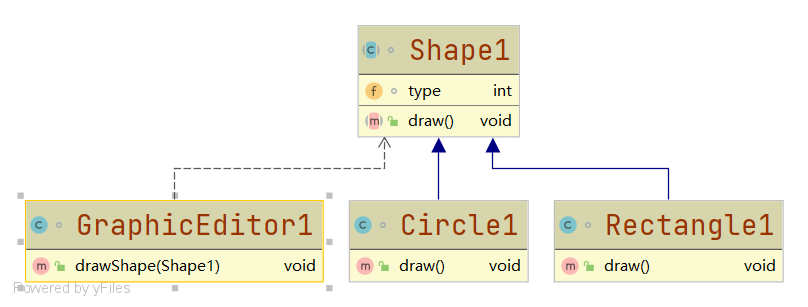 C Shape1
f type int
m draw() void
C GraphicEditor1
m drawShape(Shape1) void
C Circle1
m draw() void
C Rectangle1
m draw() void
Powered by yFiles